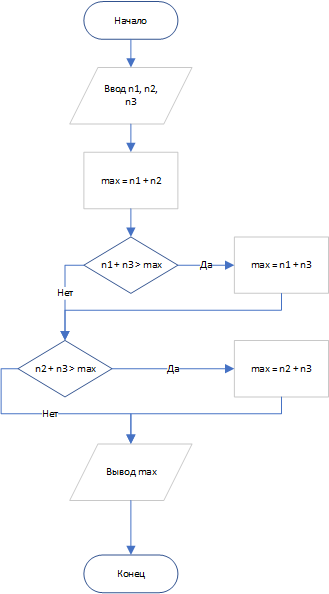 Начало
Ввод n1, n2,
n3
max = n1 + n2
n1 + n3 > max
Да
max = n1 + n3
Нет
n2 + n3 > max
Да
max = n2 + n3
Нет
Вывод max
Конец